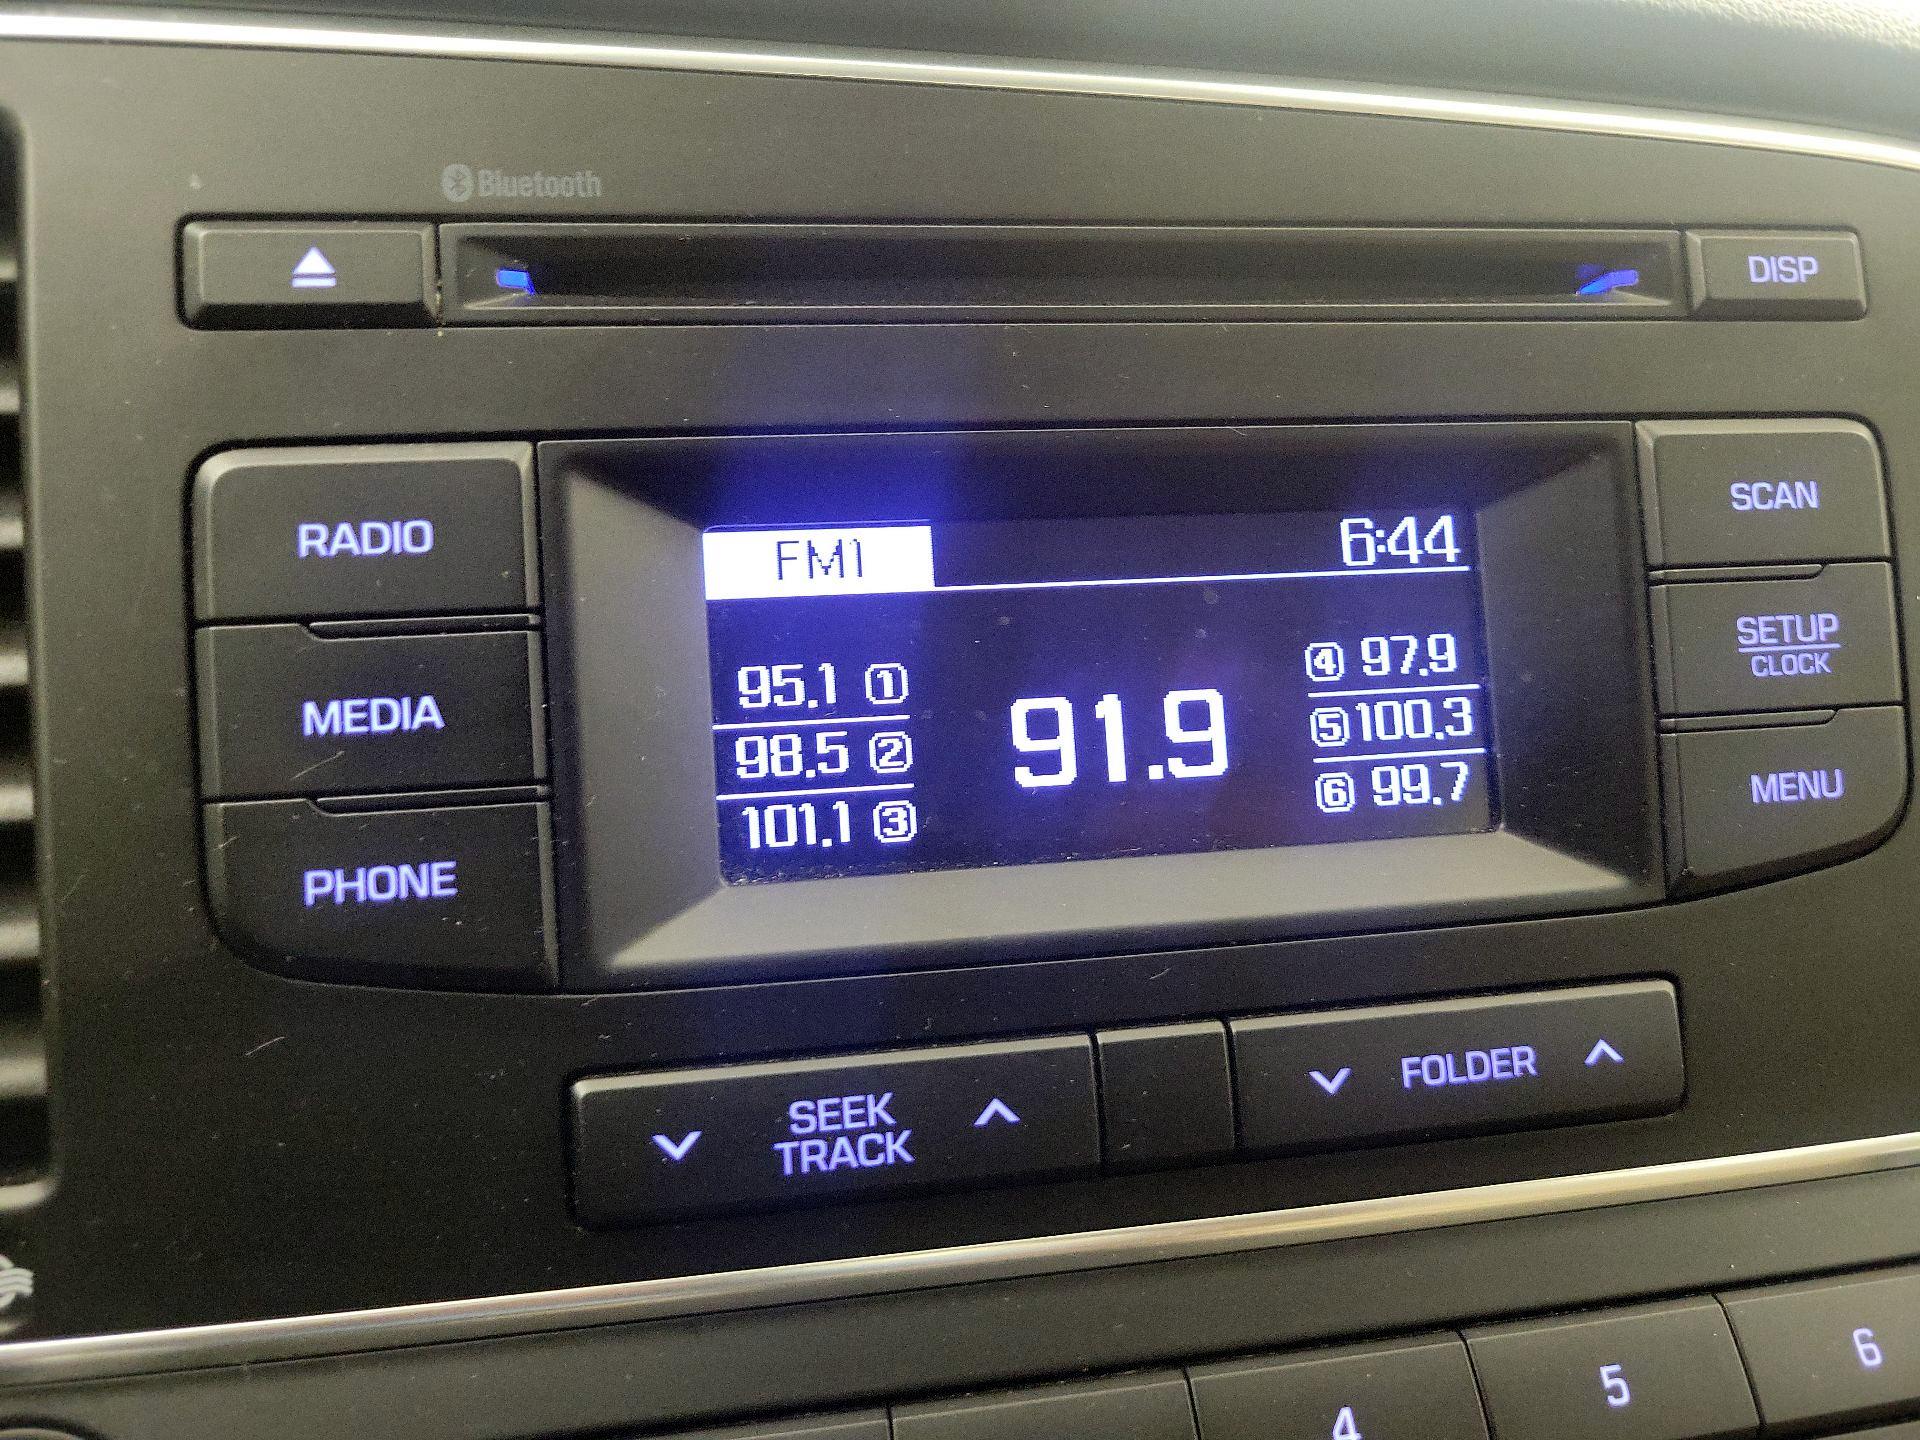 Bluetooth
DISP
RADIO
MEDIA
PHONE
FM1 6:44
95.1 1
98.5 2
101.1 3
91.9
4 97.9
5 100.3
6 99.7
SCAN
SETUP
CLOCK
MENU
SEEK
TRACK
FOLDER
4
5
6